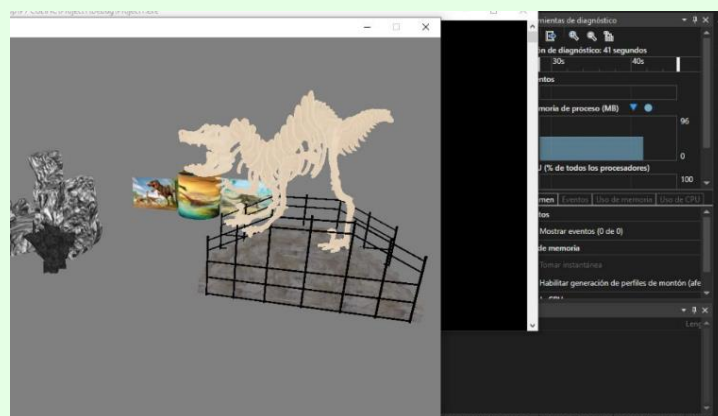 mientas de diagnóstico
ón de diagnóstico: 41 segundos
30s 40s
ntos
moria de proceso (MB)
96
0
U (% de todos los procesadores)
100
men Eventos Uso de memoria Uso de CPU
tos
Mostrar eventos (0 de 0)
de memoria
Tomar instantánea
Habilitar generación de perfiles de montón (afe
Leng